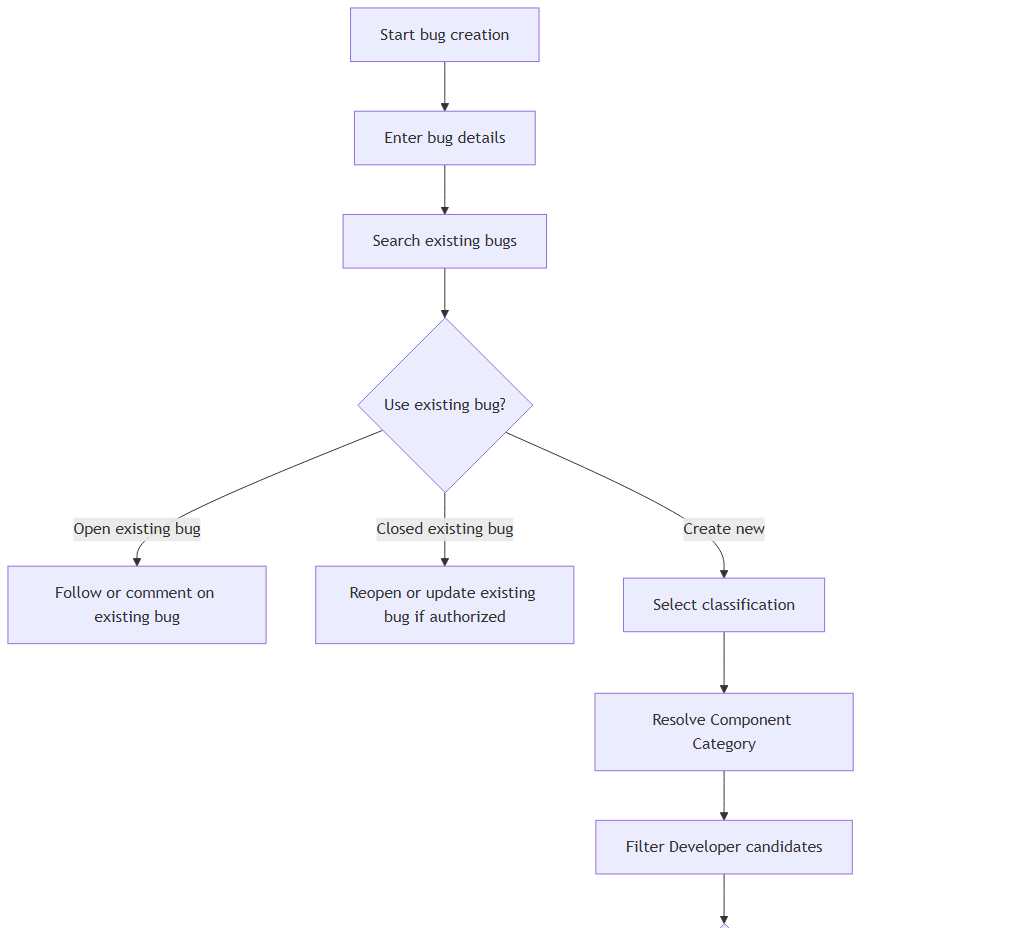 Start bug creation
Enter bug details
Search existing bugs
Use existing bug?
Open existing bug
Closed existing bug
Create new
Follow or comment on
existing bug
Reopen or update existing
bug if authorized
Select classification
Resolve Component
Category
Filter Developer candidates